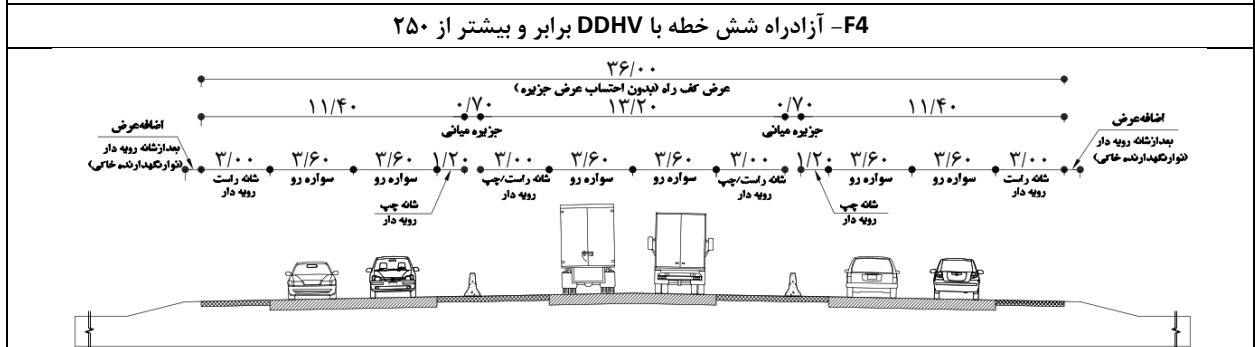 F4- آزادراه شش خطه با DDHV برابر و بیشتر از ۲۵۰
۳۶/۰۰
عرض کف راه (بدون احتساب عرض جزیره)
۱۱/۴۰ ۰/۷۰ ۱۳/۲۰ ۰/۷۰ ۱۱/۴۰
جزیره میانی جزیره میانی
اضافه‌عرض
بعدازشانه رویه دار
(نوارنگهدارنده خاکی)
اضافه‌عرض
بعدازشانه رویه دار
(نوارنگهدارنده خاکی)
۳/۰۰ ۳/۶۰ ۳/۶۰ ۱/۲۰ ۳/۰۰ ۳/۶۰ ۳/۶۰ ۳/۰۰ ۱/۲۰ ۳/۶۰ ۳/۶۰ ۳/۰۰
شانه راست
رویه دار
سواره رو
سواره رو
شانه چپ
رویه دار
شانه راست/چپ
رویه دار
سواره رو
سواره رو
شانه راست/چپ
رویه دار
شانه چپ
رویه دار
سواره رو
سواره رو
شانه راست
رویه دار